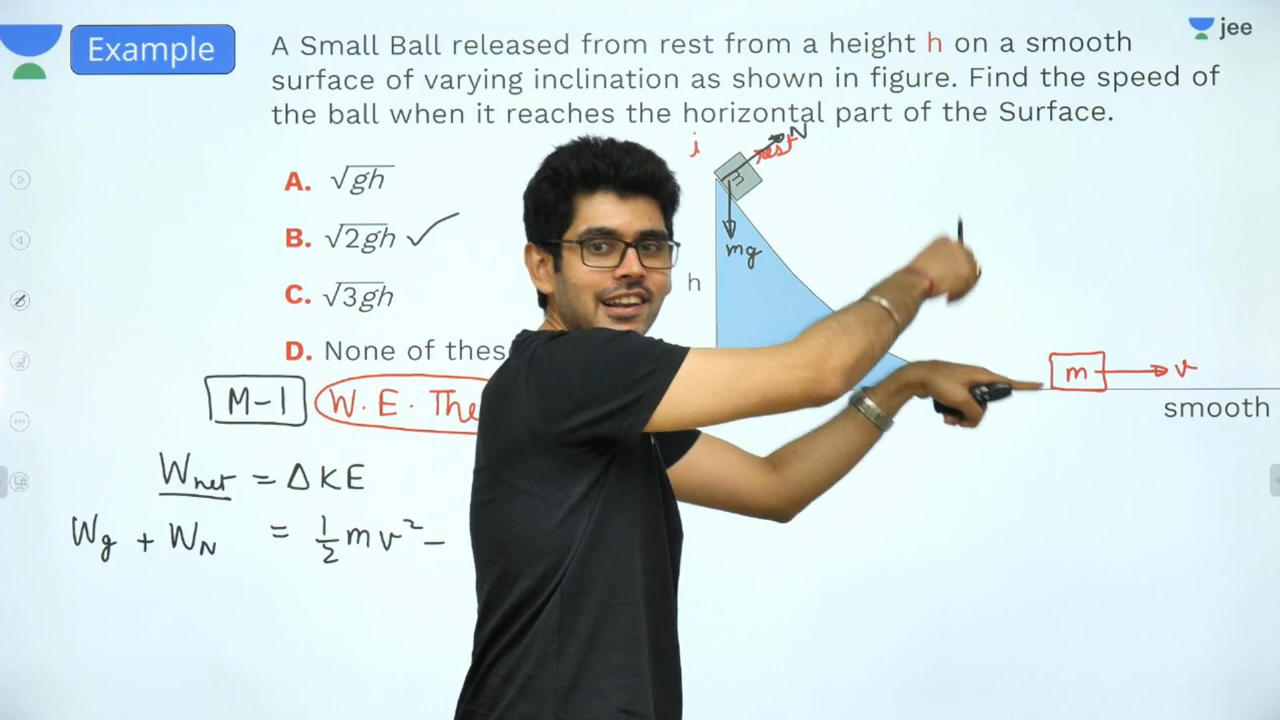 Example
A Small Ball released from rest from a height h on a smooth
surface of varying inclination as shown in figure. Find the speed of
the ball when it reaches the horizontal part of the Surface.
jee
A. √gh
B. √2gh ✓
C. √3gh
D. None of thes
i
rest
N
mg
h
m
v
smooth
M-1
W.E. The
Wnet = ΔKE
Wg + WN = ½mv² –